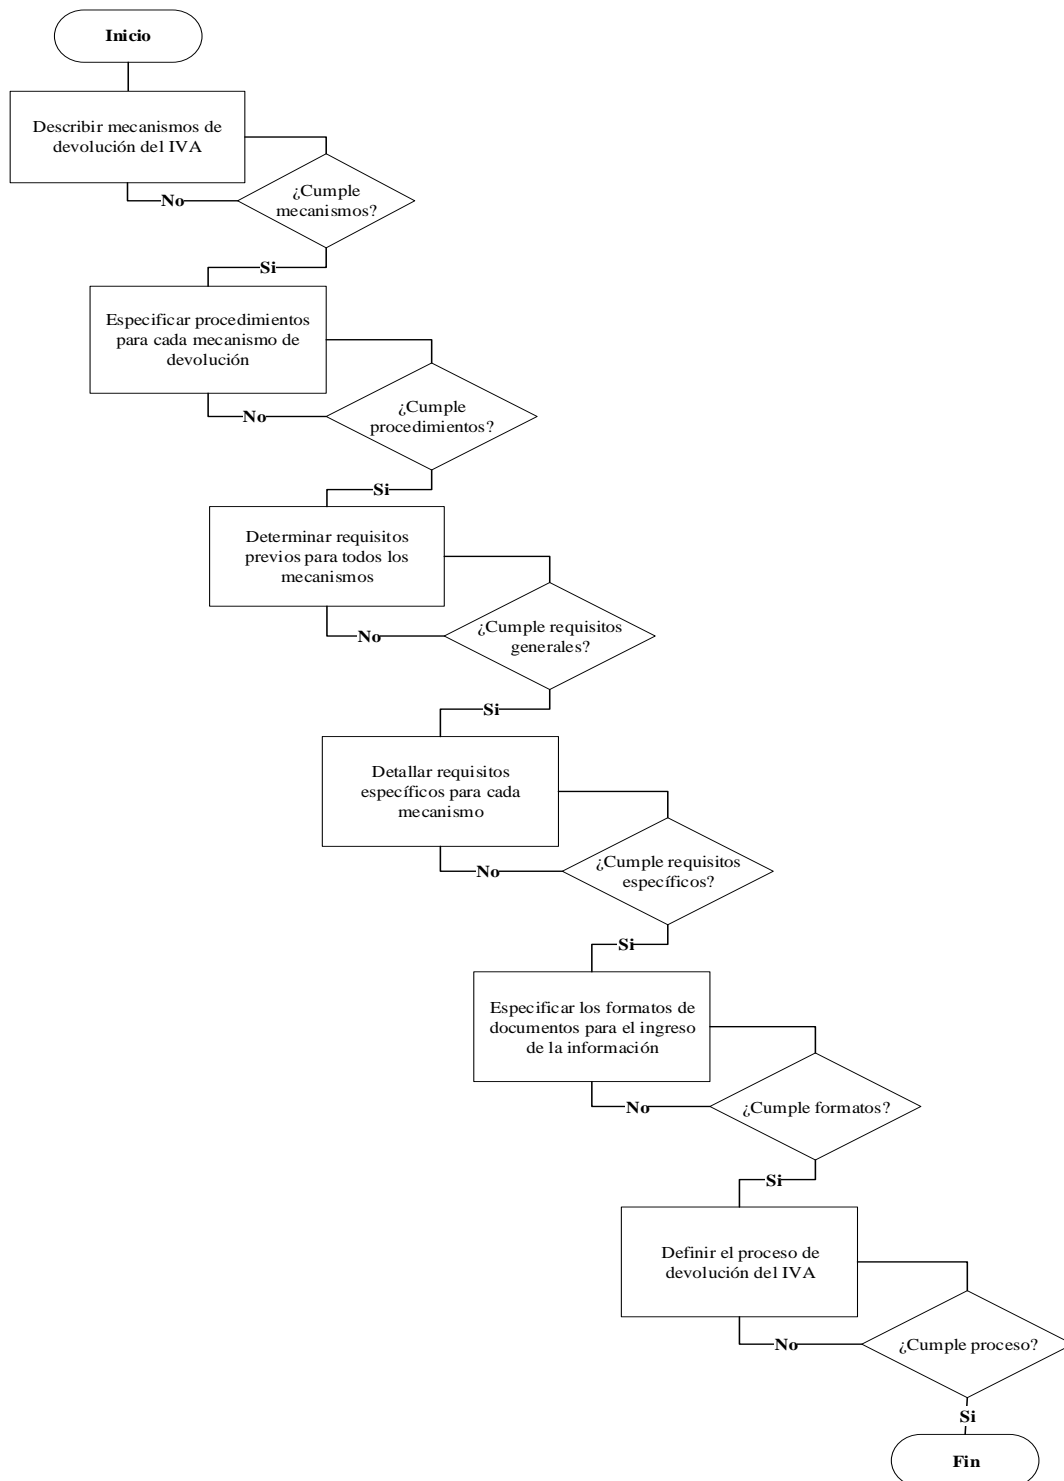 Inicio
Describir mecanismos de
devolución del IVA
¿Cumple
mecanismos?
No
Si
Especificar procedimientos
para cada mecanismo de
devolución
¿Cumple
procedimientos?
No
Si
Determinar requisitos
previos para todos los
mecanismos
¿Cumple requisitos
generales?
No
Si
Detallar requisitos
específicos para cada
mecanismo
¿Cumple requisitos
específicos?
No
Si
Especificar los formatos de
documentos para el ingreso
de la información
¿Cumple formatos?
No
Si
Definir el proceso de
devolución del IVA
¿Cumple proceso?
No
Si
Fin